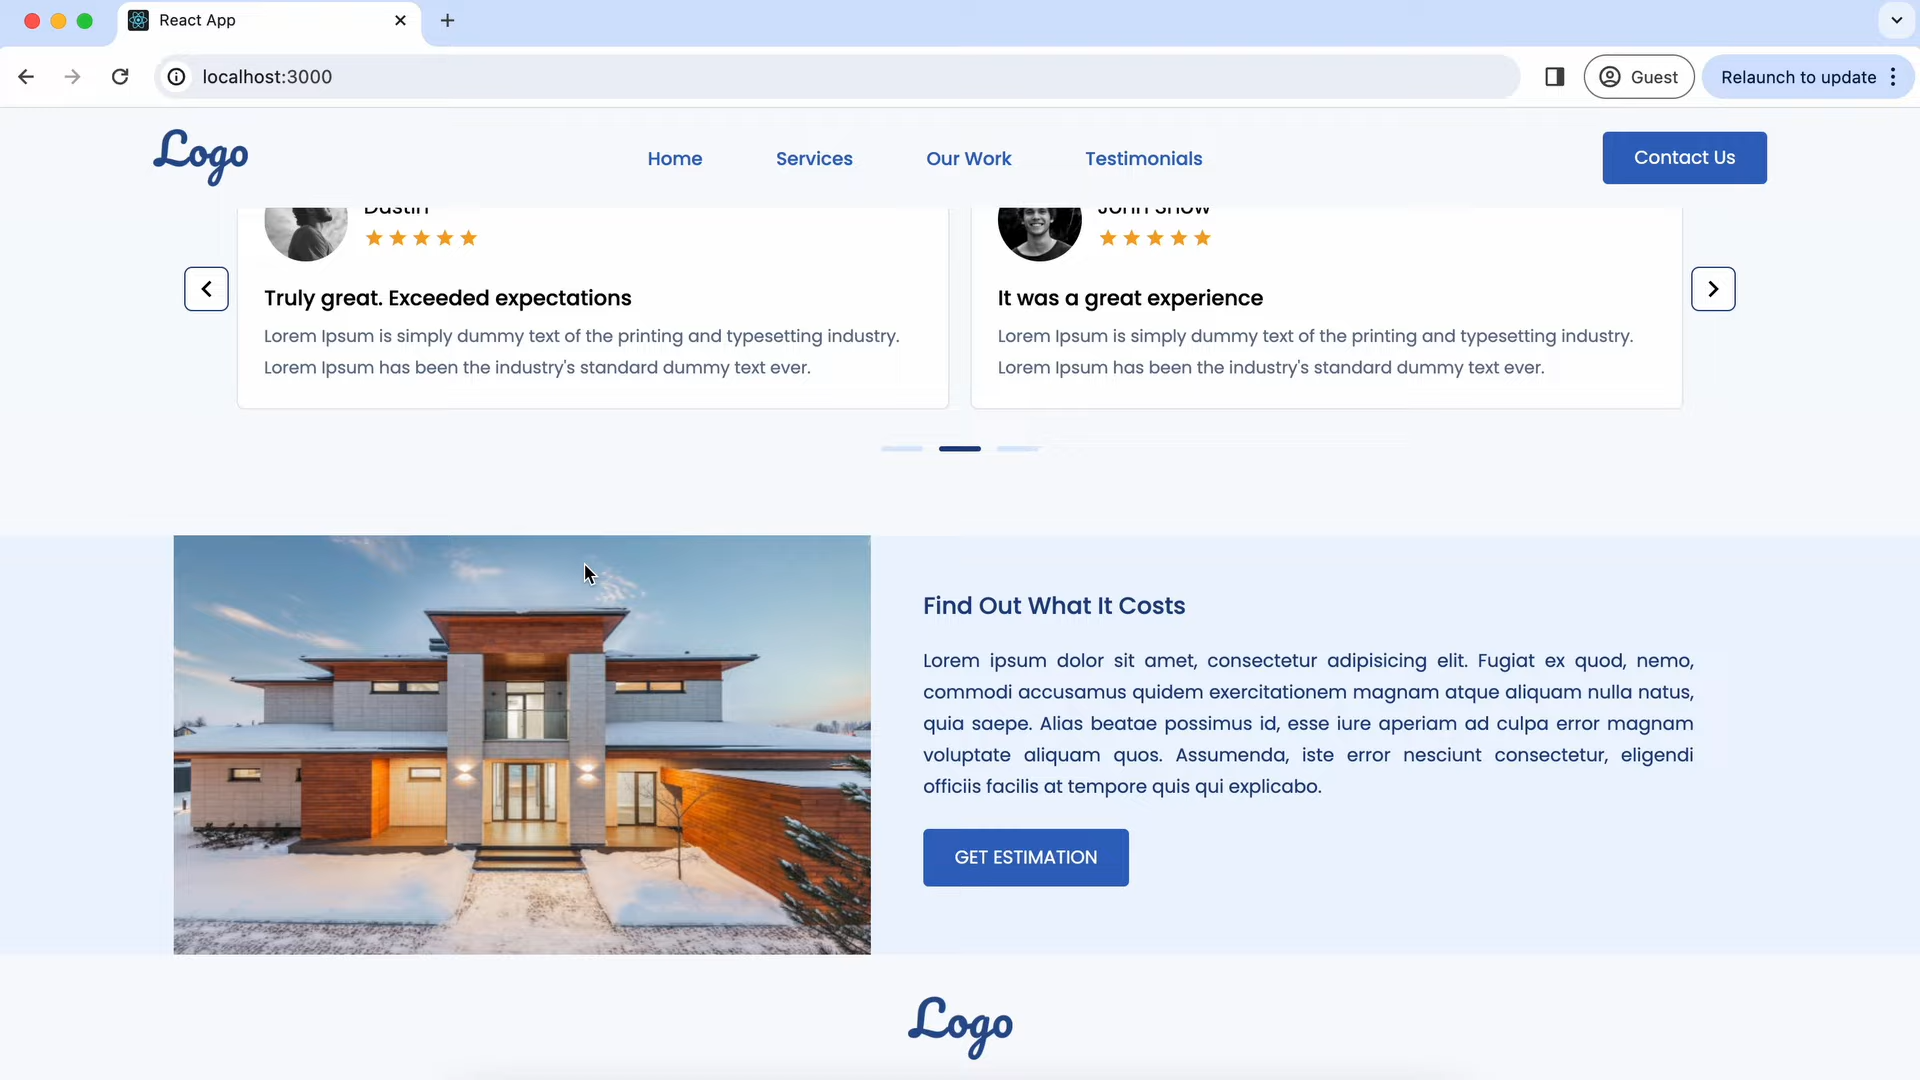 React App
localhost:3000
Guest
Relaunch to update
Logo
Home
Services
Our Work
Testimonials
Contact Us
Dustin
John Snow
Truly great. Exceeded expectations
Lorem Ipsum is simply dummy text of the printing and typesetting industry.
Lorem Ipsum has been the industry's standard dummy text ever.
It was a great experience
Lorem Ipsum is simply dummy text of the printing and typesetting industry.
Lorem Ipsum has been the industry's standard dummy text ever.
Find Out What It Costs
Lorem ipsum dolor sit amet, consectetur adipisicing elit. Fugiat ex quod, nemo,
commodi accusamus quidem exercitationem magnam atque aliquam nulla natus,
quia saepe. Alias beatae possimus id, esse iure aperiam ad culpa error magnam
voluptate aliquam quos. Assumenda, iste error nesciunt consectetur, eligendi
officiis facilis at tempore quis qui explicabo.
GET ESTIMATION
Logo